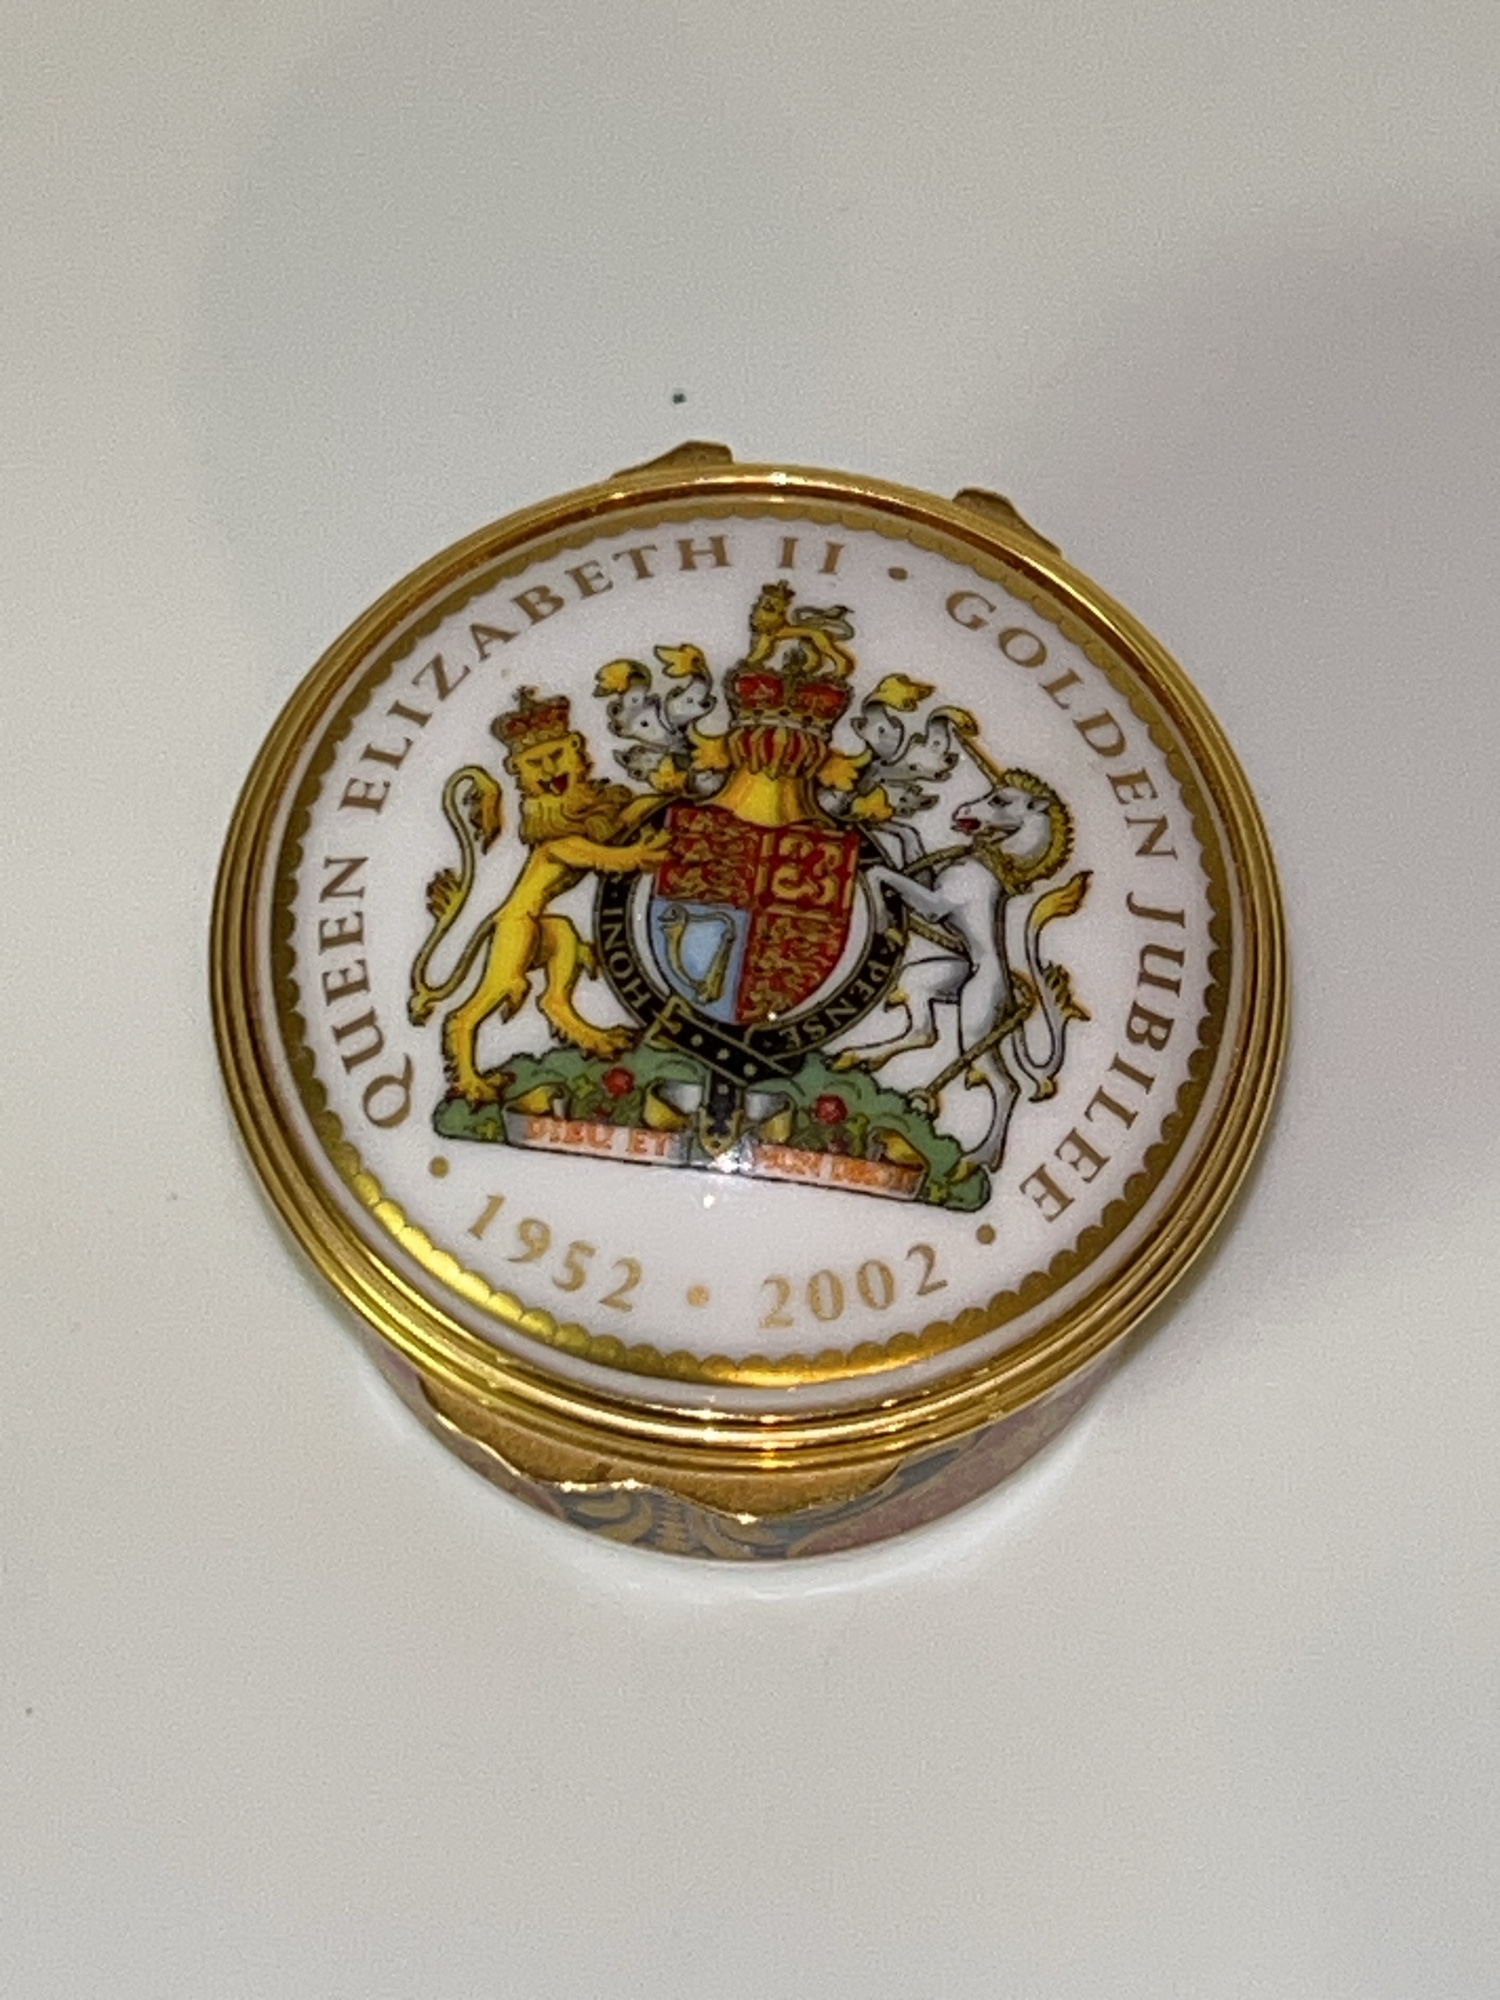 QUEEN ELIZABETH II • GOLDEN JUBILEE
• 1952 • 2002 •
HONI
PENSE
DIEU ET